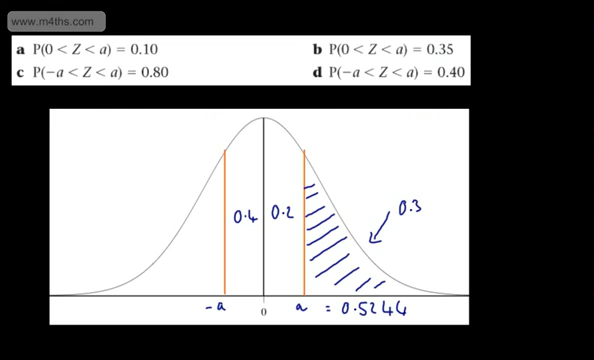 www.m4ths.com
a P(0 < Z < a) = 0.10
b P(0 < Z < a) = 0.35
c P(−a < Z < a) = 0.80
d P(−a < Z < a) = 0.40
0.4 0.2 0.3
-a 0 a = 0.5244